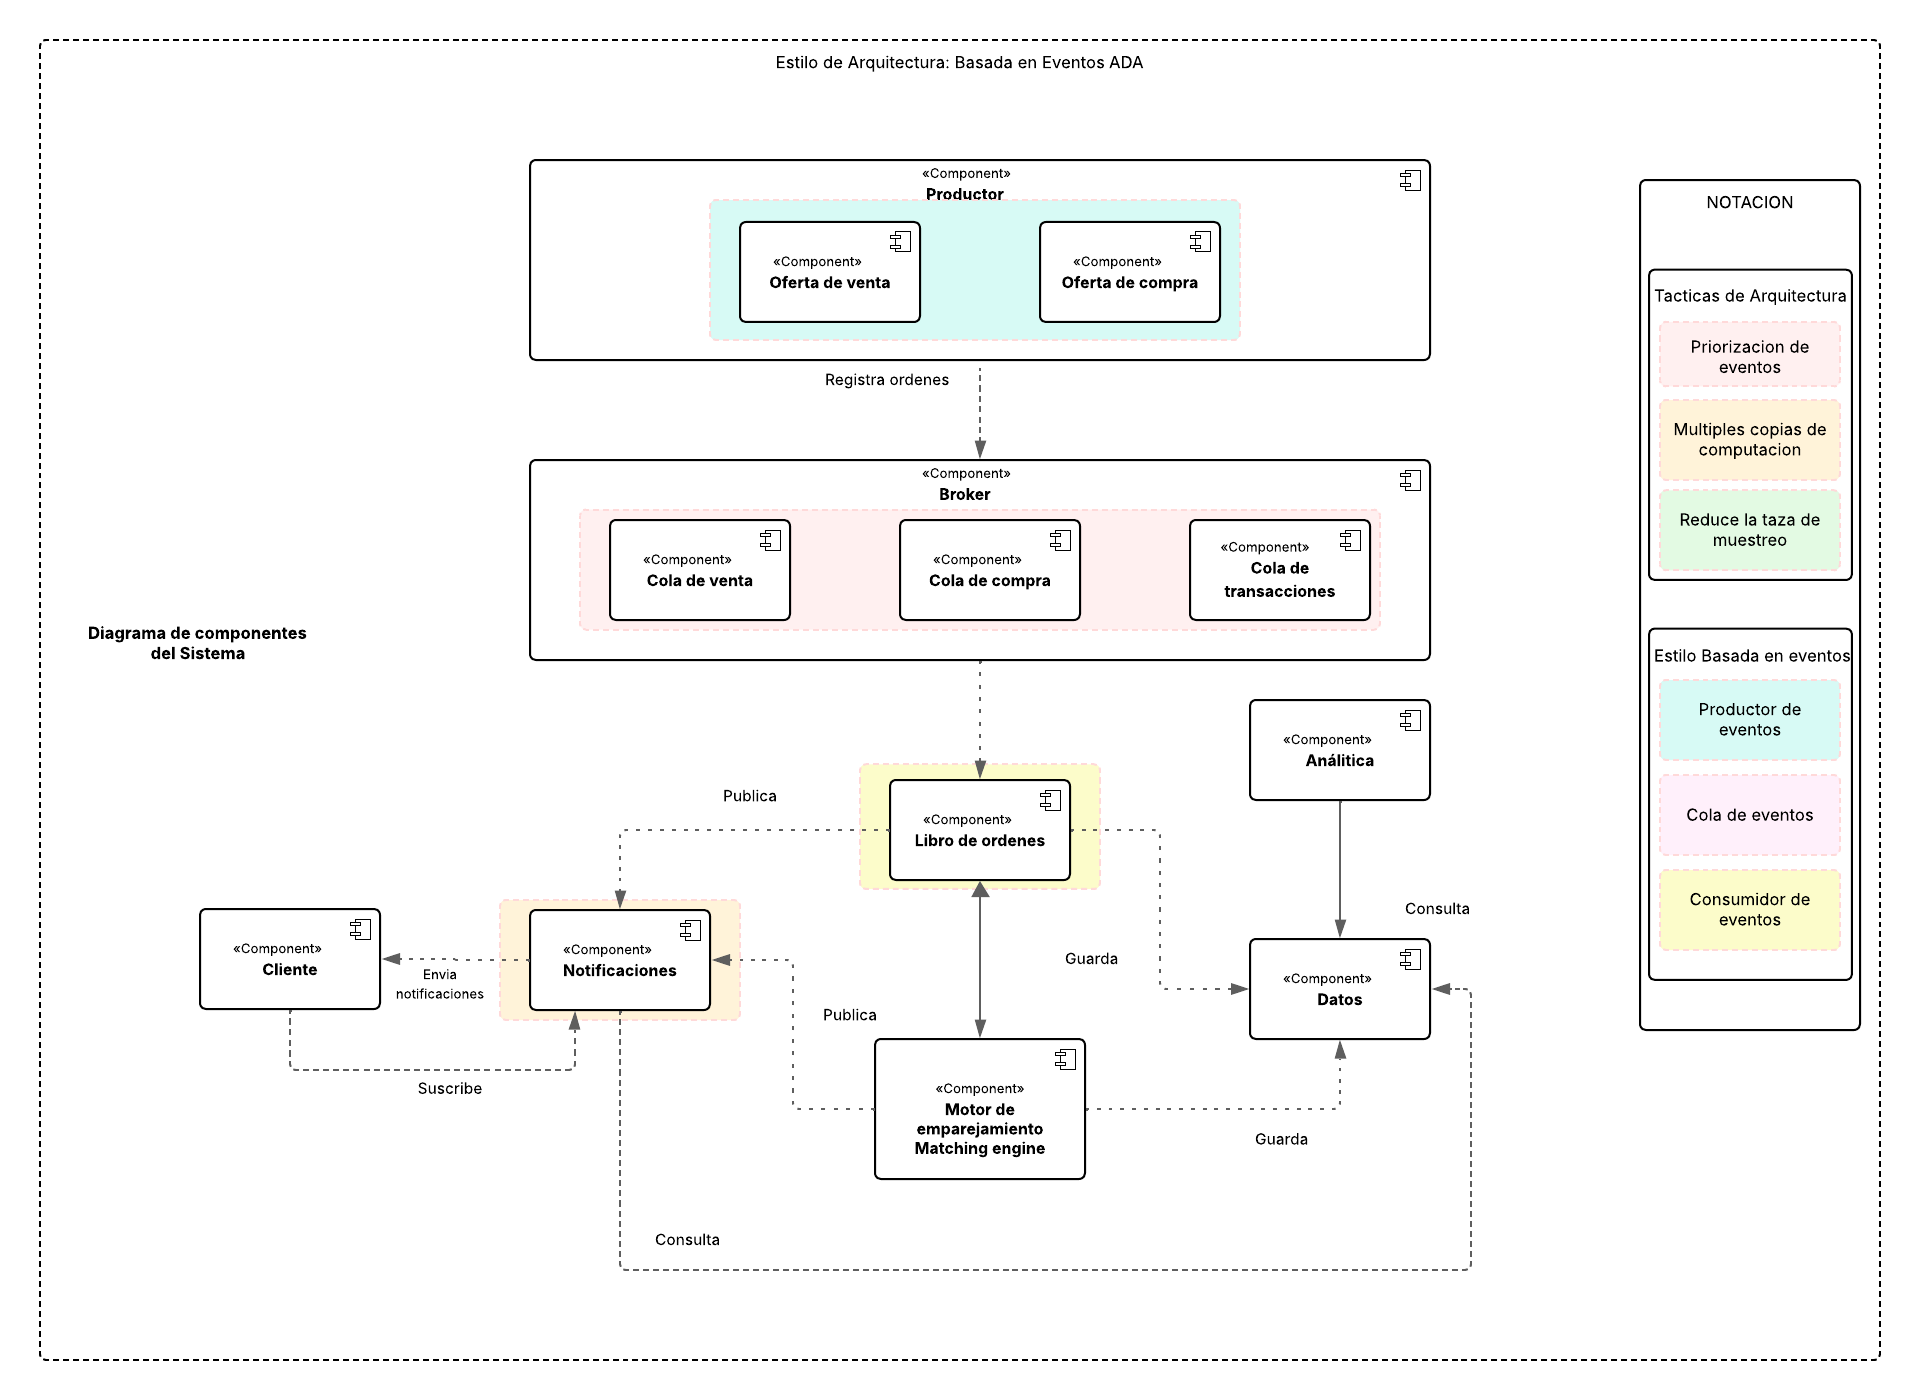 Estilo de Arquitectura: Basada en Eventos ADA
«Component»
Productor
«Component»
Oferta de venta
«Component»
Oferta de compra
Registra ordenes
«Component»
Broker
«Component»
Cola de venta
«Component»
Cola de compra
«Component»
Cola de
transacciones
Diagrama de componentes
del Sistema
«Component»
Análitica
Publica
«Component»
Libro de ordenes
Consulta
«Component»
Cliente
Envia
notificaciones
«Component»
Notificaciones
Guarda
«Component»
Datos
Publica
Suscribe
«Component»
Motor de
emparejamiento
Matching engine
Guarda
Consulta
NOTACION
Tacticas de Arquitectura
Priorizacion de
eventos
Multiples copias de
computacion
Reduce la taza de
muestreo
Estilo Basada en eventos
Productor de
eventos
Cola de eventos
Consumidor de
eventos